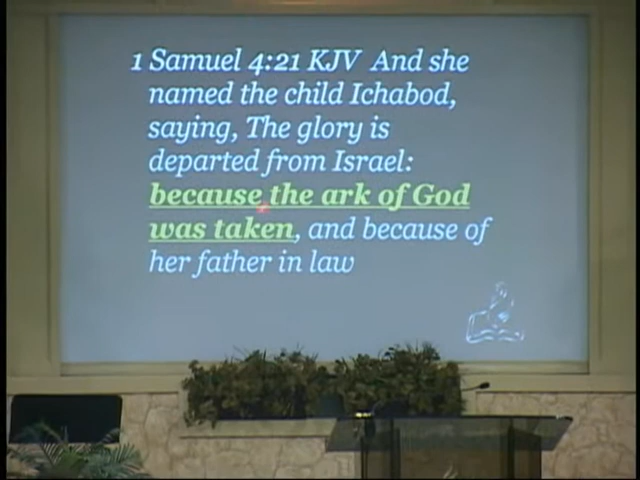 1 Samuel 4:21 KJV And she
named the child Ichabod,
saying, The glory is
departed from Israel:
because the ark of God
was taken, and because of
her father in law